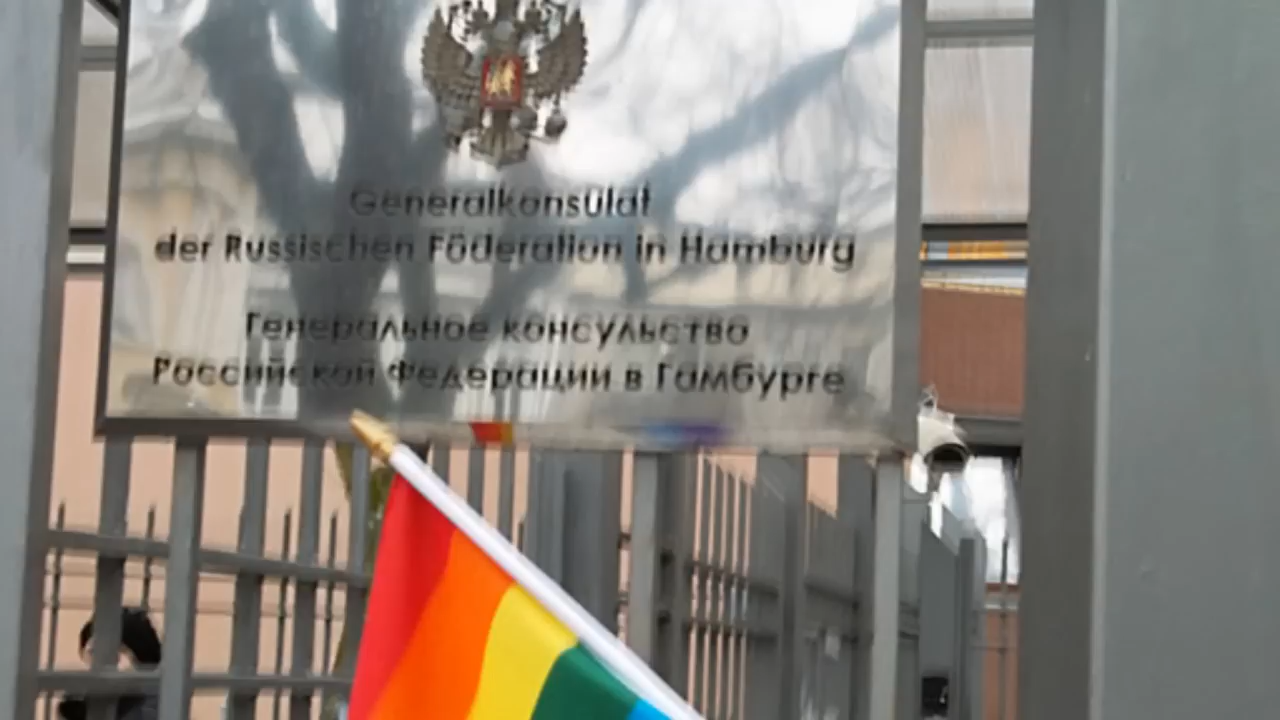 Generalkonsulat
der Russischen Föderation in Hamburg
Генеральное консульство
Российской Федерации в Гамбурге